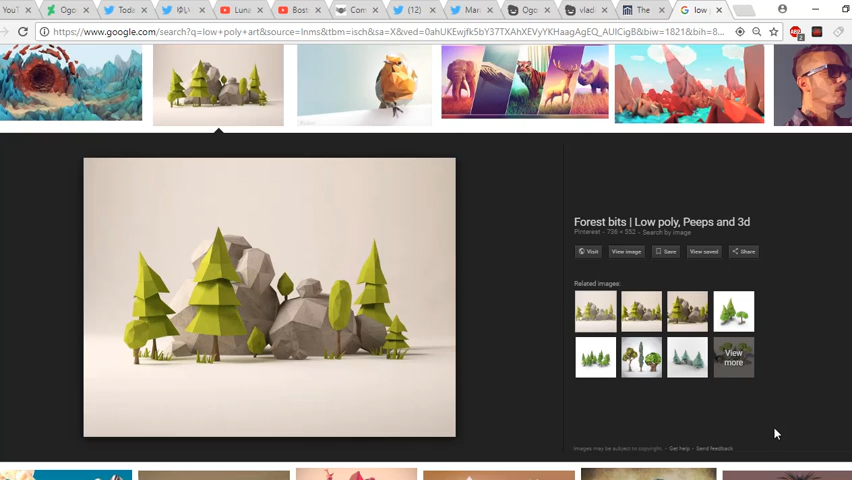 YouT
Ogo
Toda
ΦLV
Luna
Bost
Com
(12)
Mar
Ogo
vlad
The
low p
https://www.google.com/search?q=low+poly+art&source=lnms&tbm=isch&sa=X&ved=0ahUKEwjfk5bY37TXAhXEVyYKHaagAgEQ_AUICigB&biw=1821&bih=8...
Forest bits | Low poly, Peeps and 3d
Pinterest - 736 × 552 - Search by image
Visit
View image
Save
View saved
Share
Related images:
View
more
Images may be subject to copyright. - Get help - Send feedback